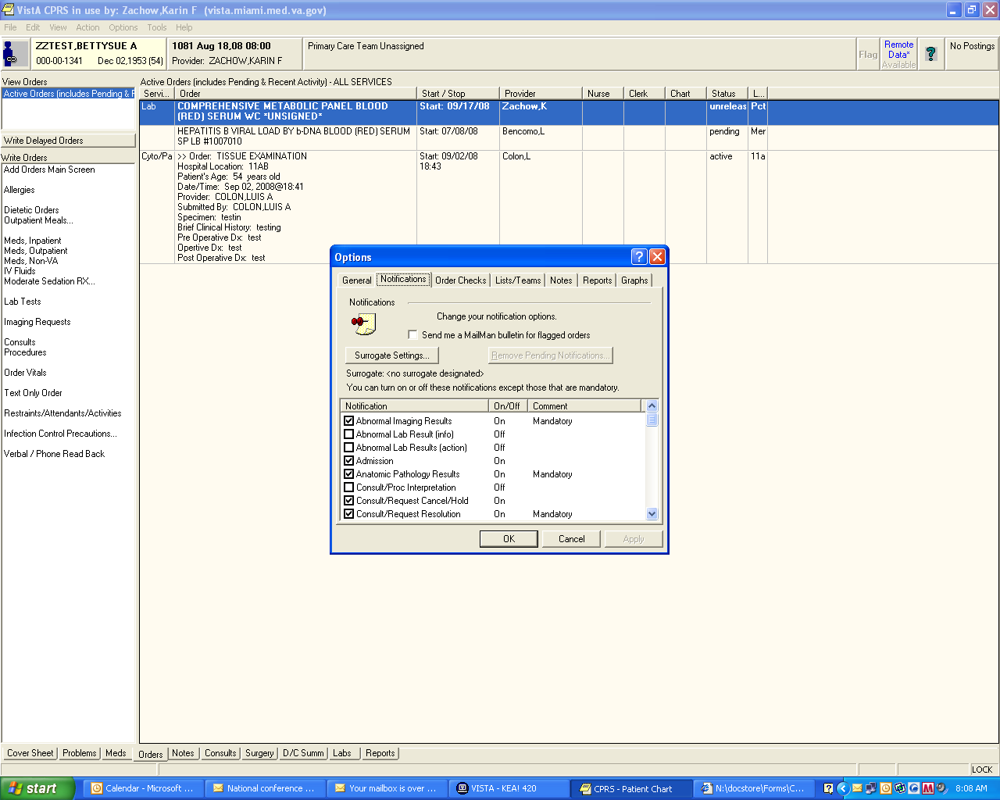 VistA CPRS in use by: Zachow,Karin F  (vista.miami.med.va.gov)
File Edit View Action Options Tools Help
ZZTEST,BETTYSUE A
000-00-1341 Dec 02,1953 (54)
1081 Aug 18,08 08:00
Provider: ZACHOW,KARIN F
Primary Care Team Unassigned
Flag
Remote
Data*
Available
?
No Postings
View Orders
Active Orders (includes Pending & F
Write Delayed Orders
Write Orders
Add Orders Main Screen
Allergies
Dietetic Orders
Outpatient Meals...
Meds, Inpatient
Meds, Outpatient
Meds, Non-VA
IV Fluids
Moderate Sedation RX...
Lab Tests
Imaging Requests
Consults
Procedures
Order Vitals
Text Only Order
Restraints/Attendants/Activities
Infection Control Precautions...
Verbal / Phone Read Back
Active Orders (includes Pending & Recent Activity) - ALL SERVICES
Servi... Order Start / Stop Provider Nurse Clerk Chart Status L...
Lab COMPREHENSIVE METABOLIC PANEL BLOOD Start: 09/17/08 Zachow,K unreleas Pct
(RED) SERUM WC *UNSIGNED*
HEPATITIS B VIRAL LOAD BY b-DNA BLOOD (RED) SERUM Start: 07/08/08 Bencomo,L pending Mer
SP LB #1007010
Cyto/Pa >> Order: TISSUE EXAMINATION Start: 09/02/08 Colon,L active 11a
Hospital Location: 11AB 18:43
Patient's Age: 54 years old
Date/Time: Sep 02, 2008@18:41
Provider: COLON,LUIS A
Submitted By: COLON,LUIS A
Specimen: testin
Brief Clinical History: testing
Pre Operative Dx: test
Opertive Dx: test
Post Operative Dx: test
Options
?
General Notifications Order Checks Lists/Teams Notes Reports Graphs
Notifications
Change your notification options.
Send me a MailMan bulletin for flagged orders
Surrogate Settings... Remove Pending Notifications...
Surrogate: <no surrogate designated>
You can turn on or off these notifications except those that are mandatory.
Notification On/Off Comment
Abnormal Imaging Results On Mandatory
Abnormal Lab Result (info) Off
Abnormal Lab Results (action) Off
Admission On
Anatomic Pathology Results On Mandatory
Consult/Proc Interpretation Off
Consult/Request Cancel/Hold On
Consult/Request Resolution On Mandatory
OK Cancel Apply
Cover Sheet Problems Meds Orders Notes Consults Surgery D/C Summ Labs Reports
LOCK
start Calendar - Microsoft ... National conference ... Your mailbox is over ... VISTA - KEA! 420 CPRS - Patient Chart N:\docstore\Forms\C... 8:08 AM